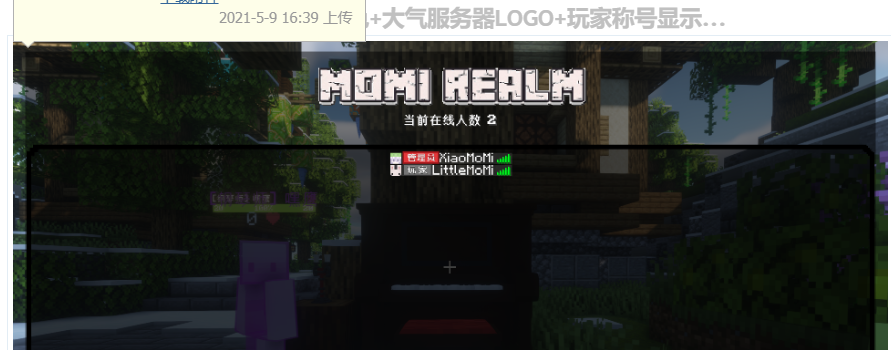 2021-5-9 16:39 上传
+大气服务器LOGO+玩家称号显示…
MOMI REALM
当前在线人数 2
管理员 XiaoMoMi
玩家 LittleMoMi
0